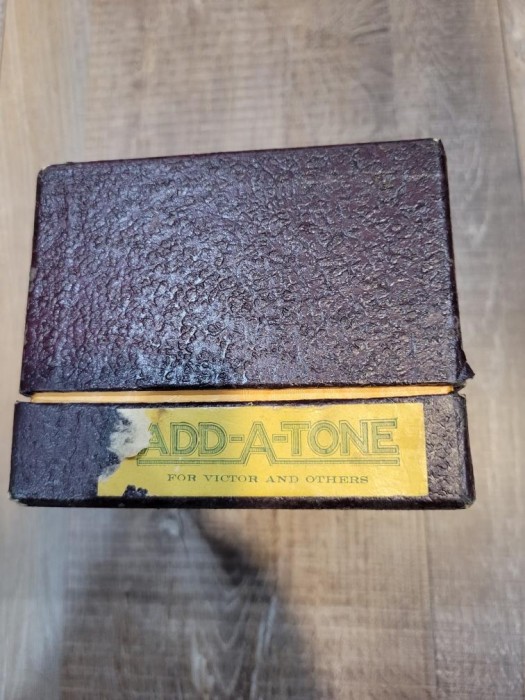 ADD-A-TONE
FOR VICTOR AND OTHERS